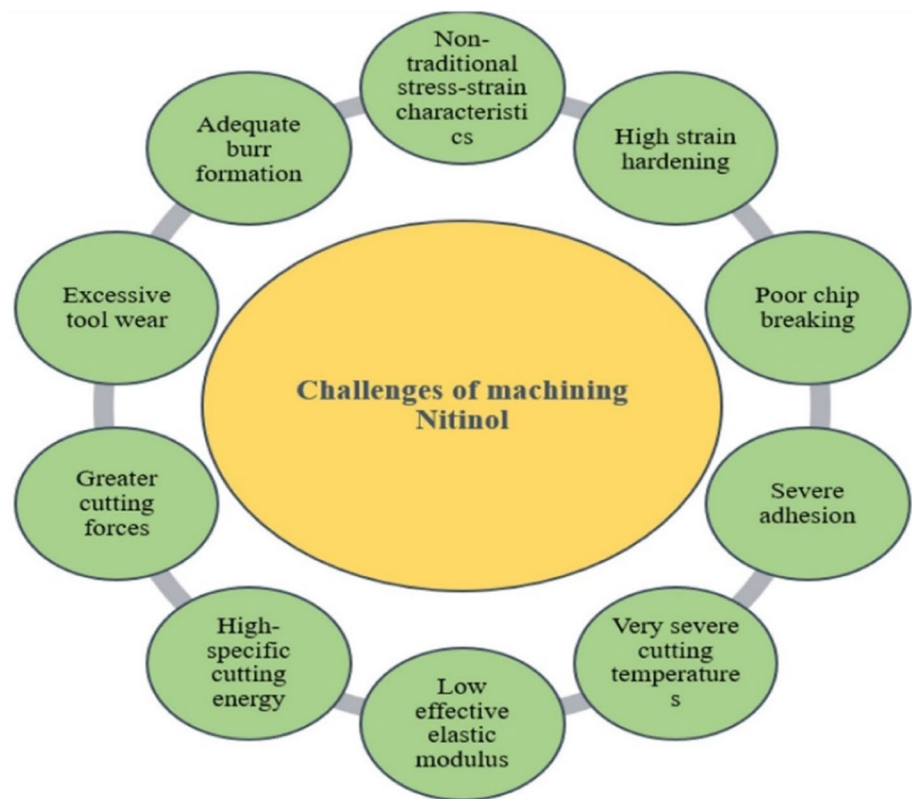 Non-
traditional
stress-strain
characteristi
cs
High strain
hardening
Poor chip
breaking
Severe
adhesion
Very severe
cutting
temperature
s
Low
effective
elastic
modulus
High-
specific
cutting
energy
Greater
cutting
forces
Excessive
tool wear
Adequate
burr
formation
Challenges of machining
Nitinol